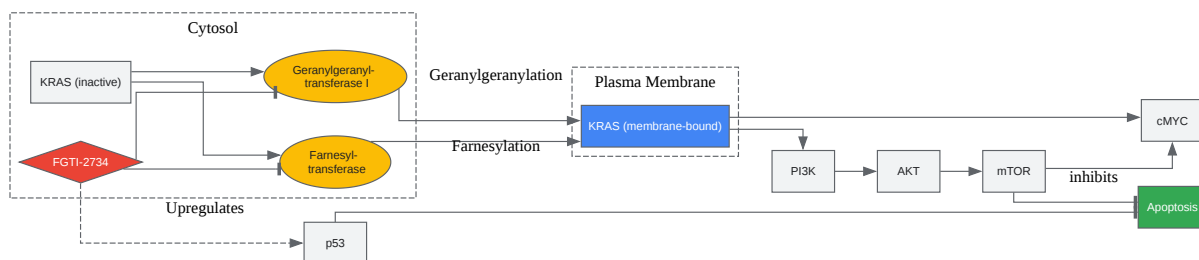 Cytosol
KRAS (inactive)
Geranylgeranyl-
transferase I
Geranylgeranylation
Plasma Membrane
KRAS (membrane-bound)
cMYC
FGTI-2734
Farnesyl-
transferase
Farnesylation
PI3K
AKT
mTOR
inhibits
Upregulates
Apoptosis
p53